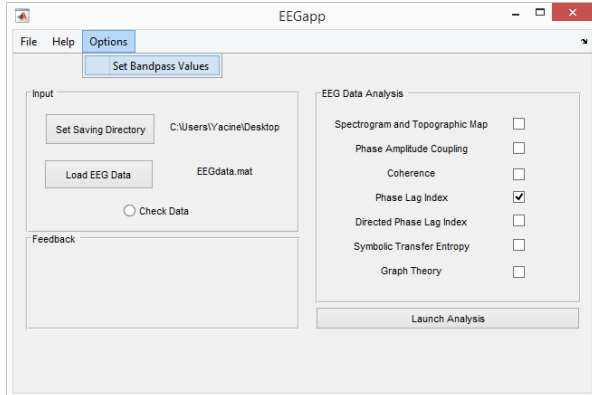 EEGapp
File Help Options
Set Bandpass Values
Input
Set Saving Directory C:\Users\Yacine\Desktop
Load EEG Data EEGdata.mat
Check Data
Feedback
EEG Data Analysis
Spectrogram and Topographic Map
Phase Amplitude Coupling
Coherence
Phase Lag Index
Directed Phase Lag Index
Symbolic Transfer Entropy
Graph Theory
Launch Analysis